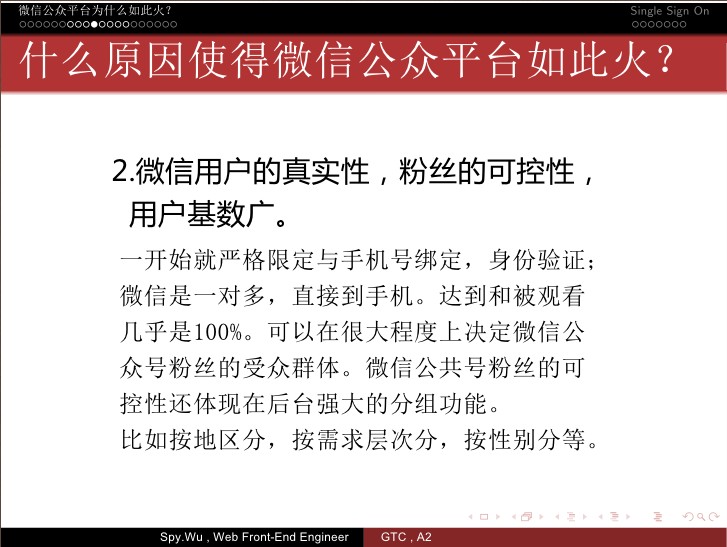 微信公众平台为什么如此火?
Single Sign On
什么原因使得微信公众平台如此火?
2.微信用户的真实性，粉丝的可控性，
用户基数广。
一开始就严格限定与手机号绑定，身份验证；
微信是一对多，直接到手机。达到和被观看
几乎是100%。可以在很大程度上决定微信公
众号粉丝的受众群体。微信公共号粉丝的可
控性还体现在后台强大的分组功能。
比如按地区分，按需求层次分，按性别分等。
Spy.Wu , Web Front-End Engineer
GTC , A2